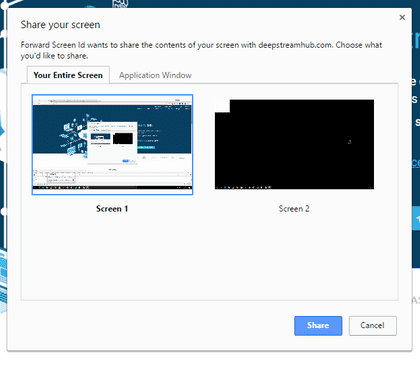 Share your screen
Forward Screen Id wants to share the contents of your screen with deepstreamhub.com. Choose what
you'd like to share.
Your Entire Screen Application Window
Screen 1 Screen 2
Share Cancel